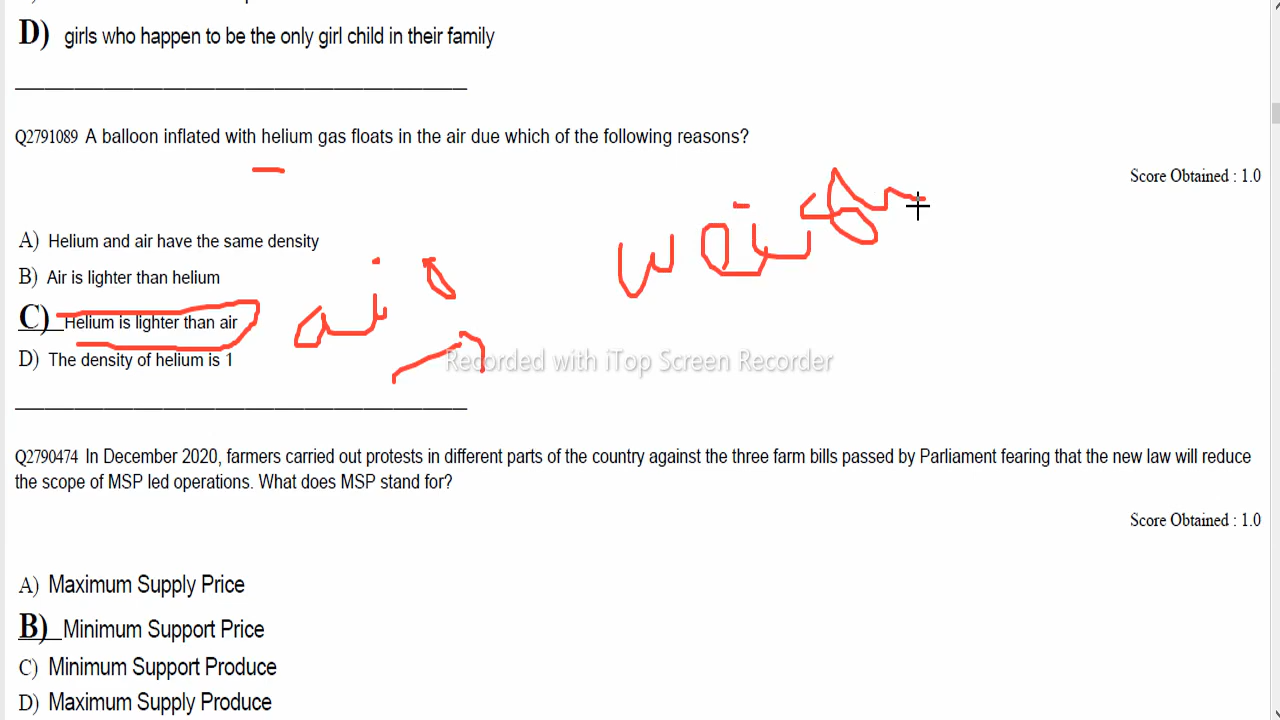 D) girls who happen to be the only girl child in their family
Q2791089 A balloon inflated with helium gas floats in the air due which of the following reasons?
Score Obtained : 1.0
A) Helium and air have the same density
B) Air is lighter than helium
C) Helium is lighter than air
D) The density of helium is 1
air
Recorded with iTop Screen Recorder
Q2790474 In December 2020, farmers carried out protests in different parts of the country against the three farm bills passed by Parliament fearing that the new law will reduce
the scope of MSP led operations. What does MSP stand for?
Score Obtained : 1.0
A) Maximum Supply Price
B) Minimum Support Price
C) Minimum Support Produce
D) Maximum Supply Produce